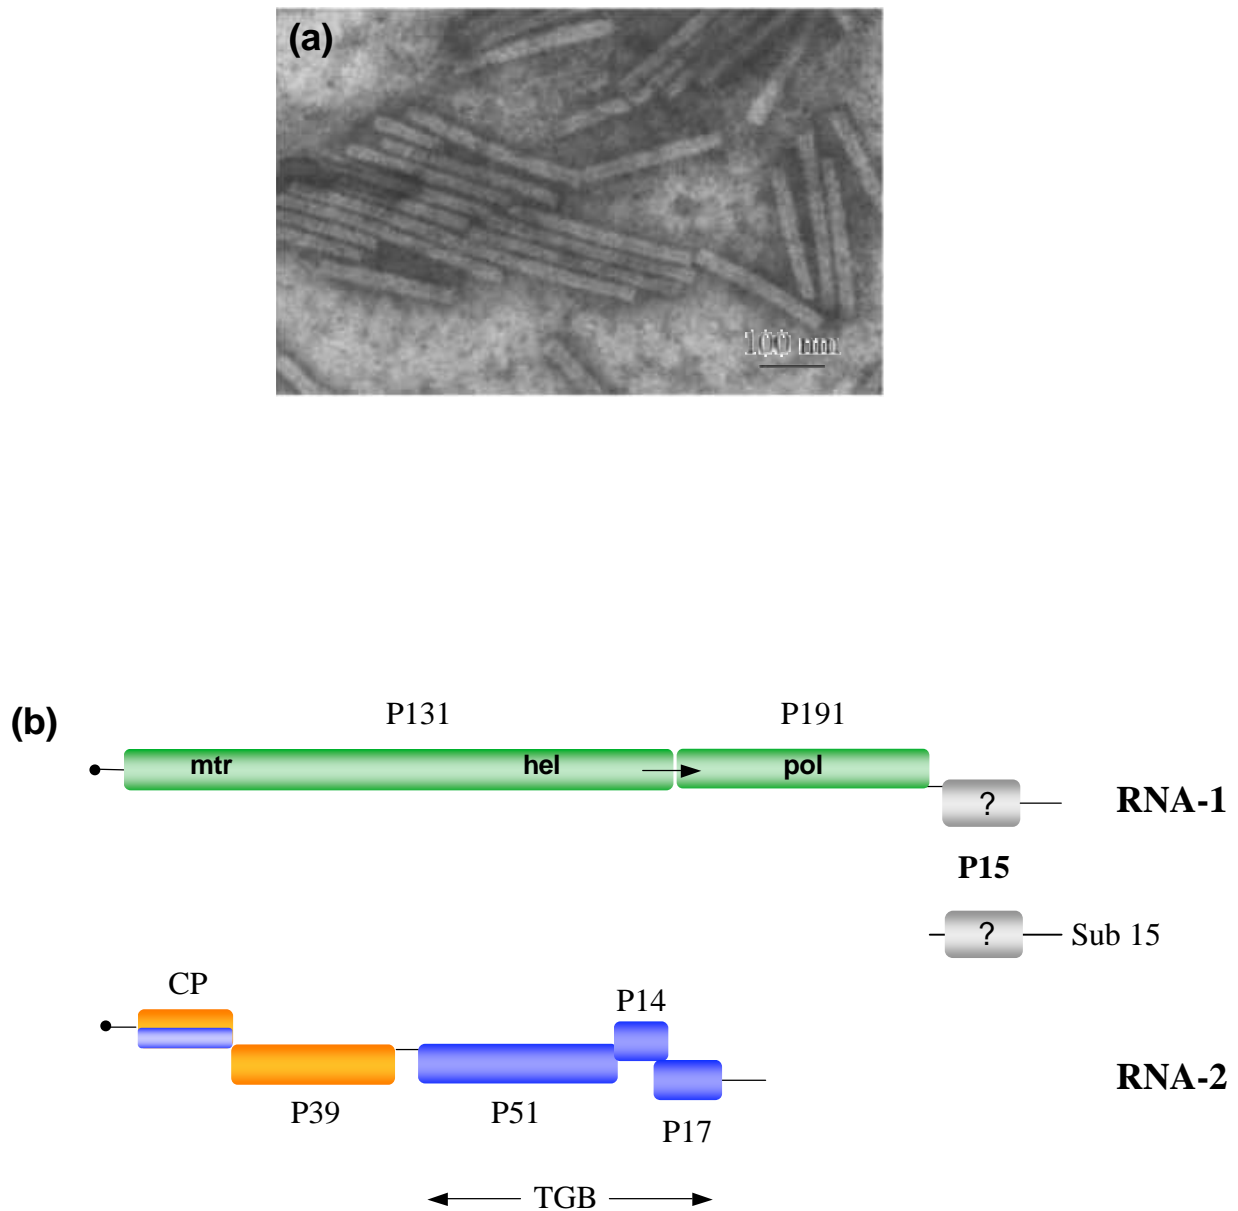 (a)
100 nm
(b)
P131
P191
mtr
hel
pol
?
RNA-1
P15
?
Sub 15
CP
P14
P39
P51
P17
RNA-2
TGB